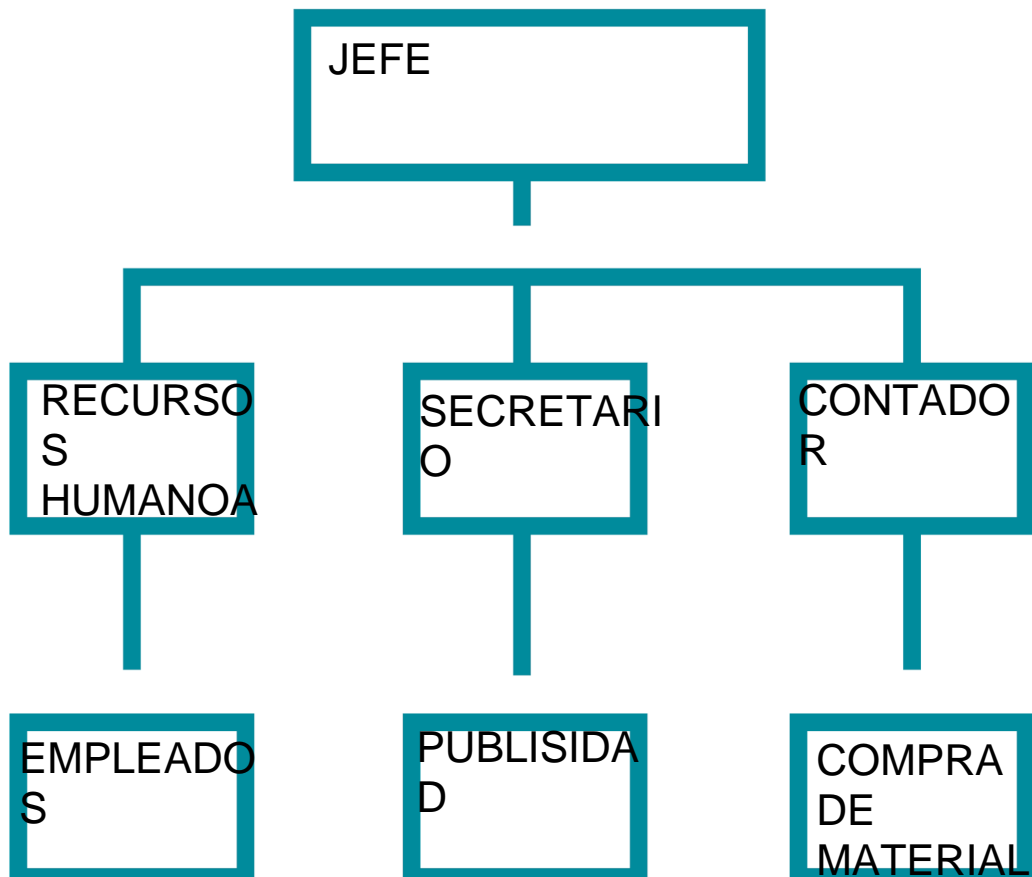 JEFE
RECURSO
S
HUMANOA
SECRETARI
O
CONTADO
R
EMPLEADO
S
PUBLISIDA
D
COMPRA
DE
MATERIAL